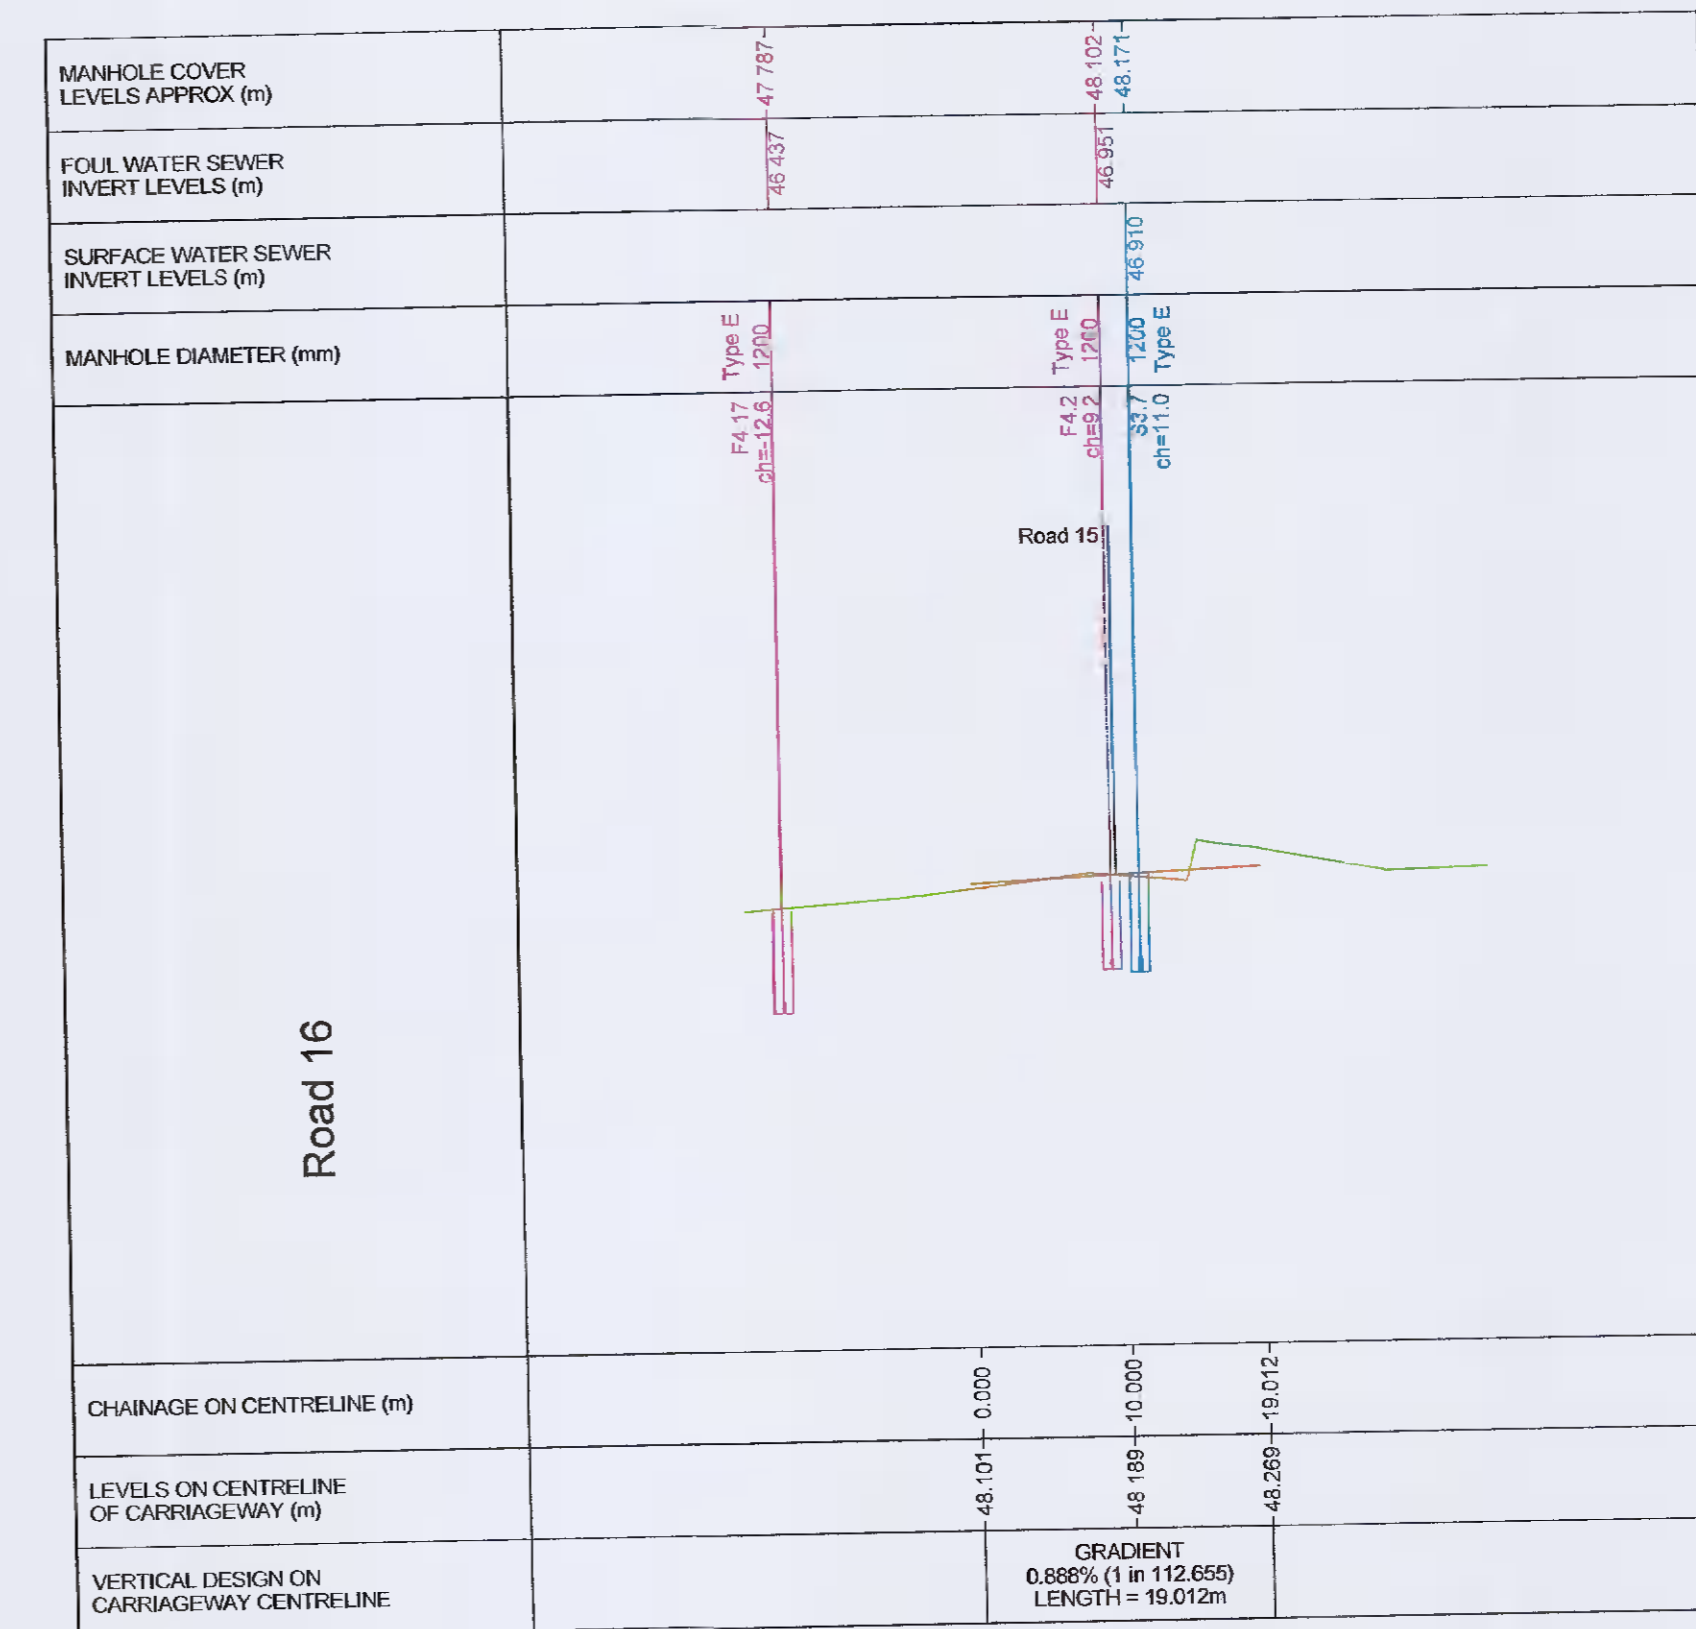 MANHOLE COVER
LEVELS APPROX (m)
47 787
48 102
48.171
FOUL WATER SEWER
INVERT LEVELS (m)
46 437
46.951
SURFACE WATER SEWER
INVERT LEVELS (m)
46 910
MANHOLE DIAMETER (mm)
Type E
1200
Type E
1200
1200
Type E
F4 17
ch=-12.6
F4.2
ch=9.2
S3.7
ch=11.0
Road 15
Road 16
CHAINAGE ON CENTRELINE (m)
0.000
10.000
19.012
LEVELS ON CENTRELINE
OF CARRIAGEWAY (m)
48.101
48 189
48.269
VERTICAL DESIGN ON
CARRIAGEWAY CENTRELINE
GRADIENT
0.888% (1 in 112.655)
LENGTH = 19.012m